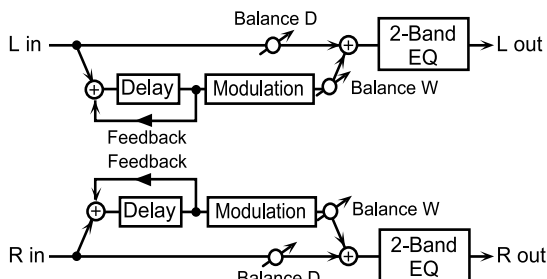 Balance D
L in
2-Band
EQ
L out
Delay
Modulation
Balance W
Feedback
Feedback
Delay
Modulation
Balance W
R in
2-Band
EQ
R out
Balance D